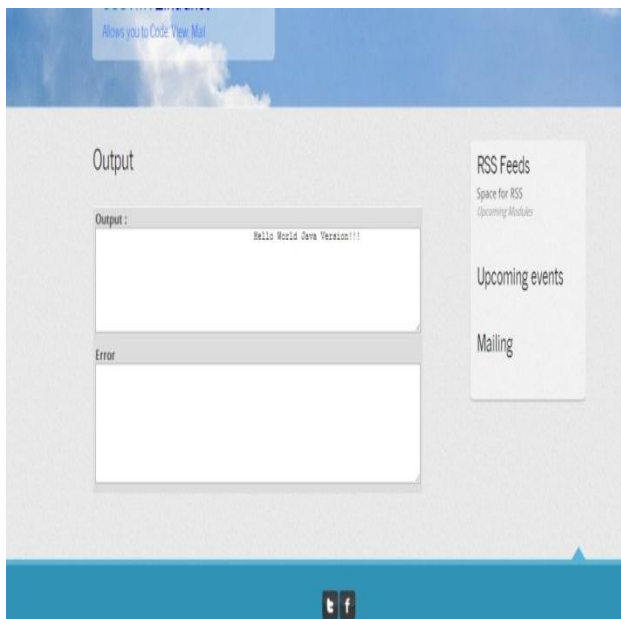 Allows you to Code. View. Mail
Output
Output :
Hello World Java Version!!!
Error
RSS Feeds
Space for RSS
Upcoming Modules
Upcoming events
Mailing